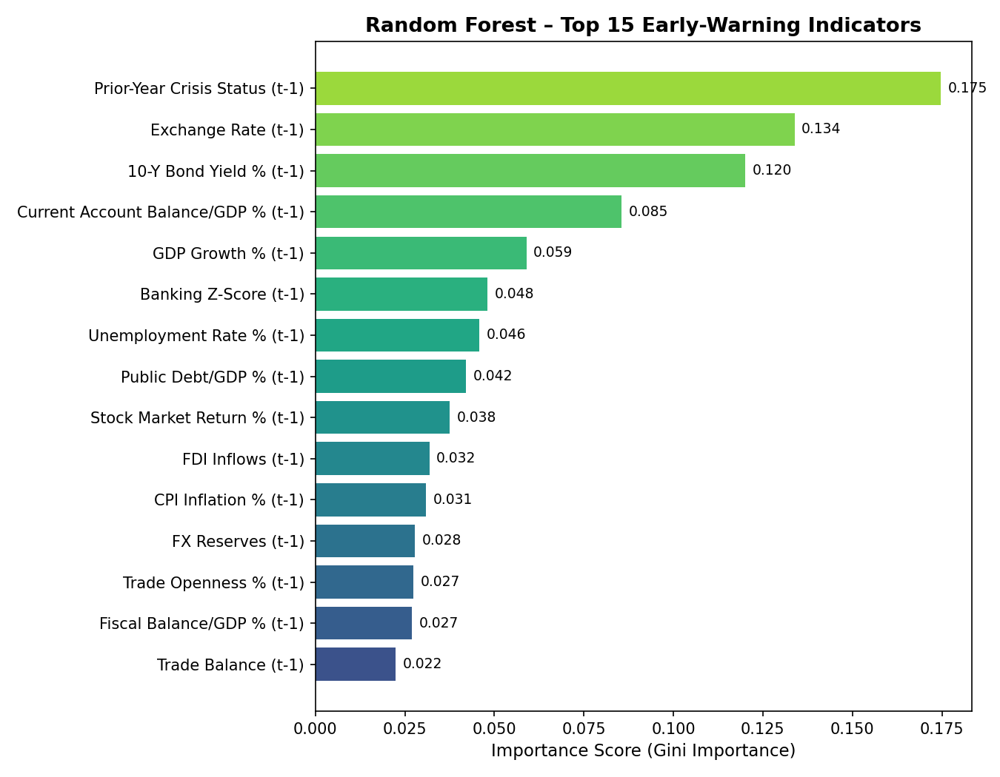 Random Forest – Top 15 Early-Warning Indicators
Prior-Year Crisis Status (t-1) 0.175
Exchange Rate (t-1) 0.134
10-Y Bond Yield % (t-1) 0.120
Current Account Balance/GDP % (t-1) 0.085
GDP Growth % (t-1) 0.059
Banking Z-Score (t-1) 0.048
Unemployment Rate % (t-1) 0.046
Public Debt/GDP % (t-1) 0.042
Stock Market Return % (t-1) 0.038
FDI Inflows (t-1) 0.032
CPI Inflation % (t-1) 0.031
FX Reserves (t-1) 0.028
Trade Openness % (t-1) 0.027
Fiscal Balance/GDP % (t-1) 0.027
Trade Balance (t-1) 0.022
0.000 0.025 0.050 0.075 0.100 0.125 0.150 0.175
Importance Score (Gini Importance)